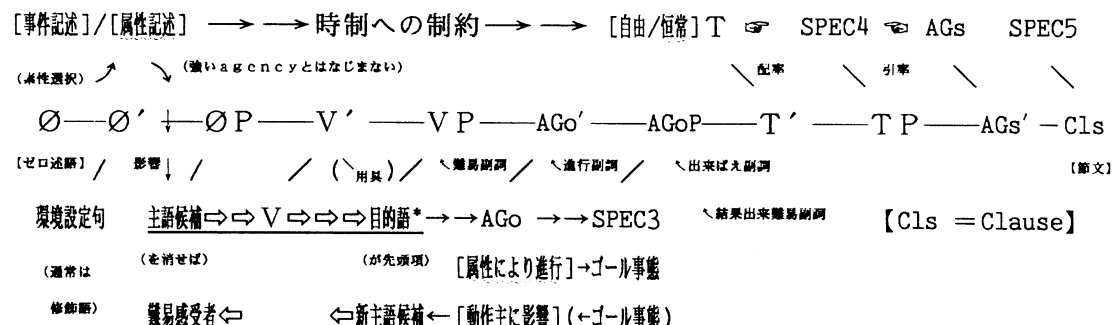 [事件記述]/[属性記述] → → 時制への制約 → → [自由/恒常] T ☞ SPEC4 ☜ AGs SPEC5
(素性選択) (強いagencyとはなじまない) 配率 引率
Ø — Ø′ — ØP — V′ — VP — AGo′ — AGoP — T′ — TP — AGs′ — Cls
【ゼロ述語】 影響↓ (用具) 難易副詞 進行副詞 出来ばえ副詞 【節文】
環境設定句 主語候補⇨⇨V⇨⇨⇨目的語*→→AGo →→SPEC3 結果出来難易副詞 【Cls =Clause】
(通常は (を消せば) (が先頭項) [属性により進行]→ゴール事態
修飾語) 難易感受者⇦ ⇦新主語候補← [動作主に影響] (←ゴール事態)